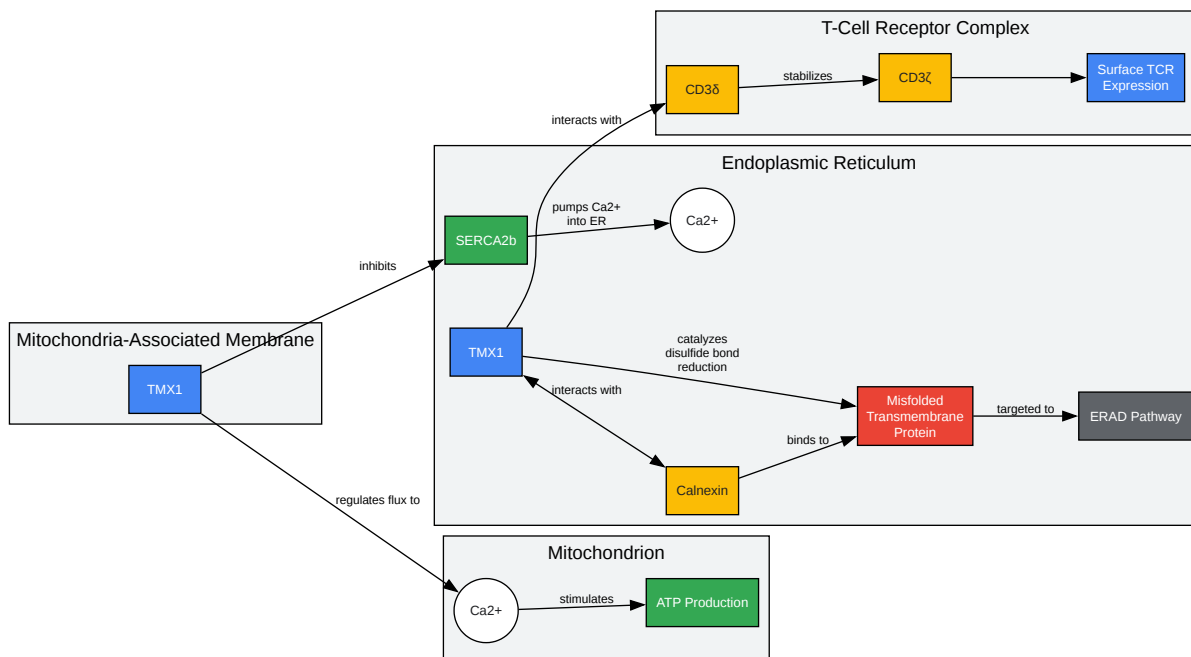 T-Cell Receptor Complex
CD3δ
stabilizes
CD3ζ
Surface TCR
Expression
interacts with
Endoplasmic Reticulum
SERCA2b
pumps Ca2+
into ER
Ca2+
inhibits
Mitochondria-Associated Membrane
TMX1
TMX1
catalyzes
disulfide bond
reduction
interacts with
Misfolded
Transmembrane
Protein
targeted to
ERAD Pathway
binds to
Calnexin
regulates flux to
Mitochondrion
Ca2+
stimulates
ATP Production